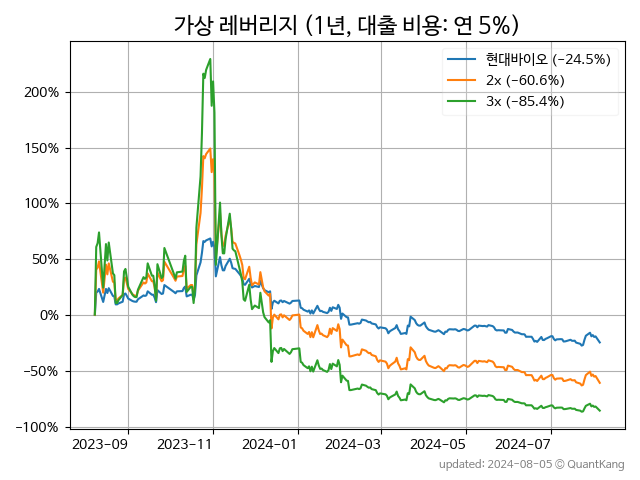 가상 레버리지 (1년, 대출 비용: 연 5%)
현대바이오 (−24.5%)
2x (−60.6%)
3x (−85.4%)
200%
150%
100%
50%
0%
−50%
−100%
2023-09 2023-11 2024-01 2024-03 2024-05 2024-07
updated: 2024-08-05 © QuantKang